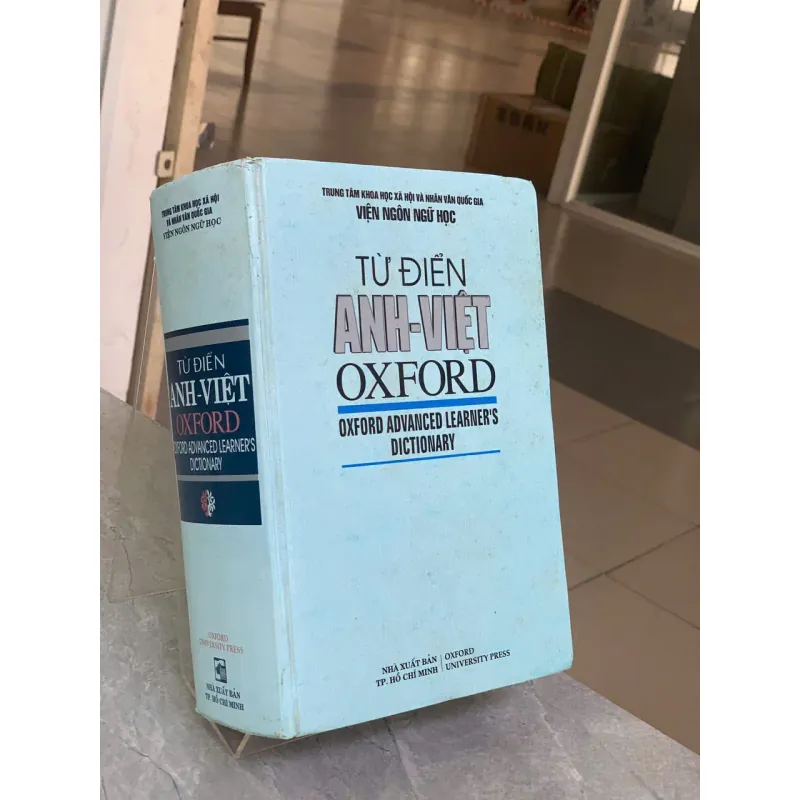 TRUNG TÂM KHOA HỌC XÃ HỘI
VÀ NHÂN VĂN QUỐC GIA
VIỆN NGÔN NGỮ HỌC
TỪ ĐIỂN
ANH-VIỆT
OXFORD
OXFORD ADVANCED LEARNER'S
DICTIONARY
OXFORD
UNIVERSITY PRESS
NHÀ XUẤT BẢN
TP. HỒ CHÍ MINH
TRUNG TÂM KHOA HỌC XÃ HỘI VÀ NHÂN VĂN QUỐC GIA
VIỆN NGÔN NGỮ HỌC
TỪ ĐIỂN
ANH-VIỆT
OXFORD
OXFORD ADVANCED LEARNER'S
DICTIONARY
NHÀ XUẤT BẢN
TP. HỒ CHÍ MINH
OXFORD
UNIVERSITY PRESS